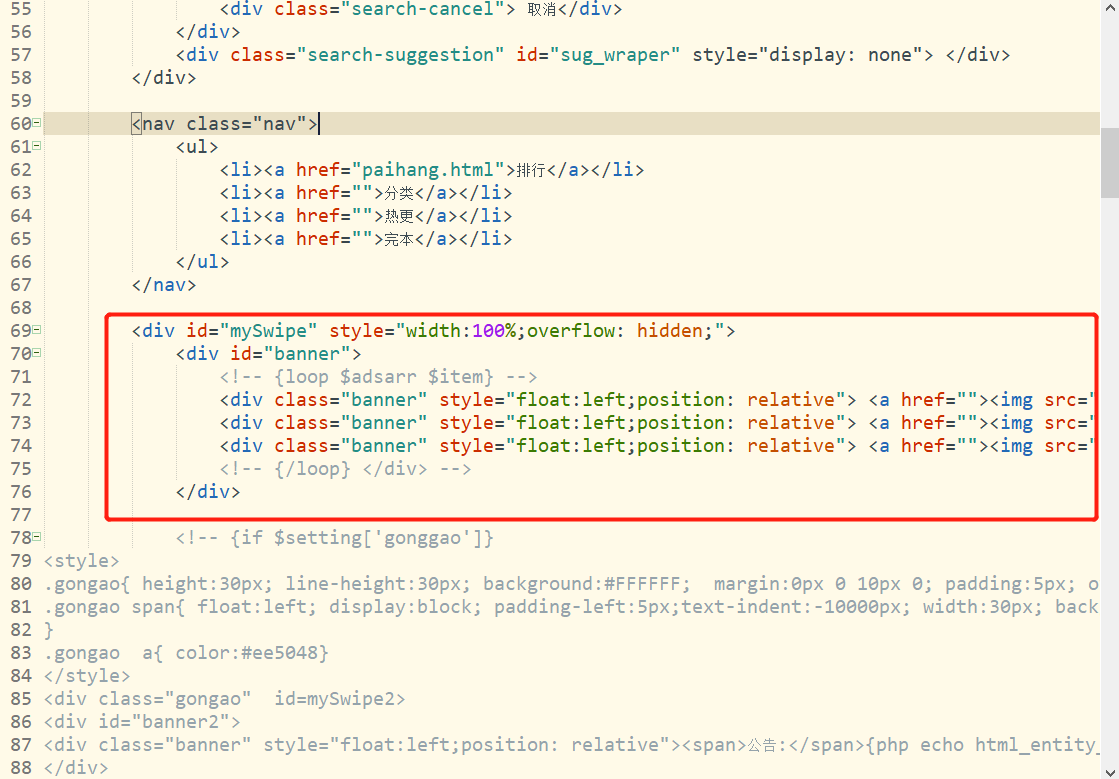 55 <div class="search-cancel"> 取消</div>
56 </div>
57 <div class="search-suggestion" id="sug_wraper" style="display: none"> </div>
58 </div>
59
60 <nav class="nav">
61 <ul>
62 <li><a href="paihang.html">排行</a></li>
63 <li><a href="">分类</a></li>
64 <li><a href="">热更</a></li>
65 <li><a href="">完本</a></li>
66 </ul>
67 </nav>
68
69 <div id="mySwipe" style="width:100%;overflow: hidden;">
70 <div id="banner">
71 <!-- {loop $adsarr $item} -->
72 <div class="banner" style="float:left;position: relative"> <a href=""><img src="
73 <div class="banner" style="float:left;position: relative"> <a href=""><img src="
74 <div class="banner" style="float:left;position: relative"> <a href=""><img src="
75 <!-- {/loop} </div> -->
76 </div>
77
78 <!-- {if $setting['gonggao']}
79 <style>
80 .gongao{ height:30px; line-height:30px; background:#FFFFFF;  margin:0px 0 10px 0; padding:5px; o
81 .gongao span{ float:left; display:block; padding-left:5px;text-indent:-10000px; width:30px; back
82 }
83 .gongao  a{ color:#ee5048}
84 </style>
85 <div class="gongao"  id=mySwipe2>
86 <div id="banner2">
87 <div class="banner" style="float:left;position: relative"><span>公告:</span>{php echo html_entity_
88 </div>